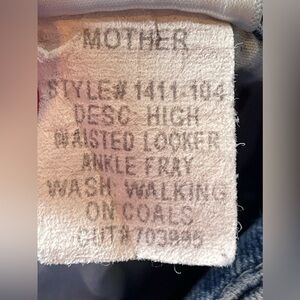 MOTHER
STYLE# 1411-104
DESC: HIGH
WAISTED LOOKER
ANKLE FRAY
WASH: WALKING
ON COALS
CUT# 703995